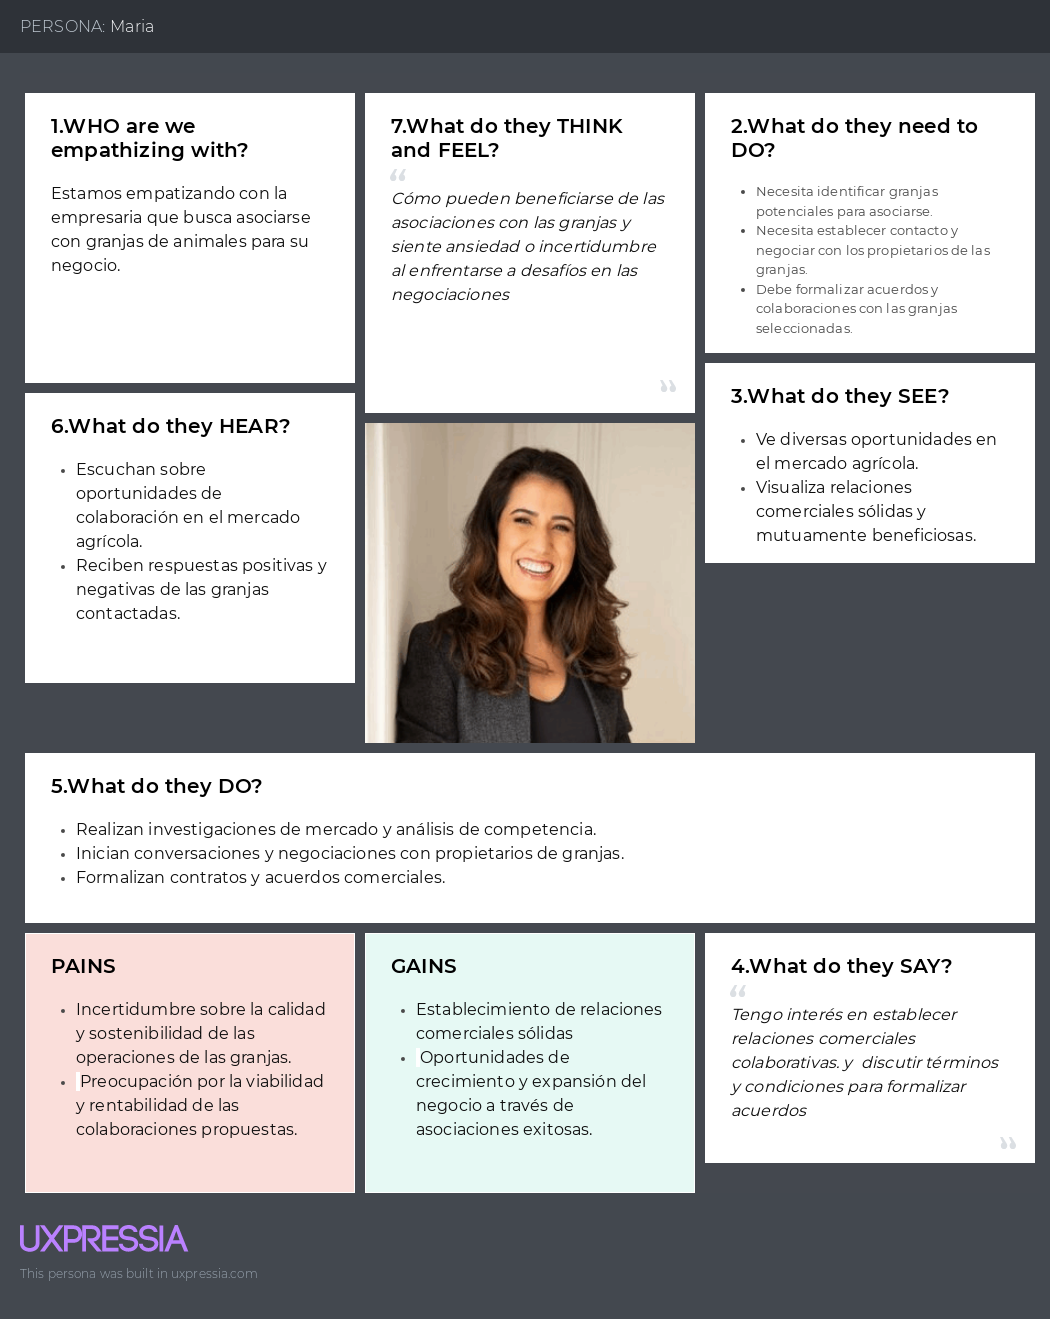 PERSONA: Maria
1.WHO are we
empathizing with?
Estamos empatizando con la
empresaria que busca asociarse
con granjas de animales para su
negocio.
7.What do they THINK
and FEEL?
“
Cómo pueden beneficiarse de las
asociaciones con las granjas y
siente ansiedad o incertidumbre
al enfrentarse a desafíos en las
negociaciones
”
2.What do they need to
DO?
• Necesita identificar granjas
potenciales para asociarse.
• Necesita establecer contacto y
negociar con los propietarios de las
granjas.
• Debe formalizar acuerdos y
colaboraciones con las granjas
seleccionadas.
6.What do they HEAR?
• Escuchan sobre
oportunidades de
colaboración en el mercado
agrícola.
• Reciben respuestas positivas y
negativas de las granjas
contactadas.
3.What do they SEE?
• Ve diversas oportunidades en
el mercado agrícola.
• Visualiza relaciones
comerciales sólidas y
mutuamente beneficiosas.
5.What do they DO?
• Realizan investigaciones de mercado y análisis de competencia.
• Inician conversaciones y negociaciones con propietarios de granjas.
• Formalizan contratos y acuerdos comerciales.
PAINS
• Incertidumbre sobre la calidad
y sostenibilidad de las
operaciones de las granjas.
• Preocupación por la viabilidad
y rentabilidad de las
colaboraciones propuestas.
GAINS
• Establecimiento de relaciones
comerciales sólidas
• Oportunidades de
crecimiento y expansión del
negocio a través de
asociaciones exitosas.
4.What do they SAY?
“
Tengo interés en establecer
relaciones comerciales
colaborativas. y  discutir términos
y condiciones para formalizar
acuerdos
”
UXPRESSIA
This persona was built in uxpressia.com